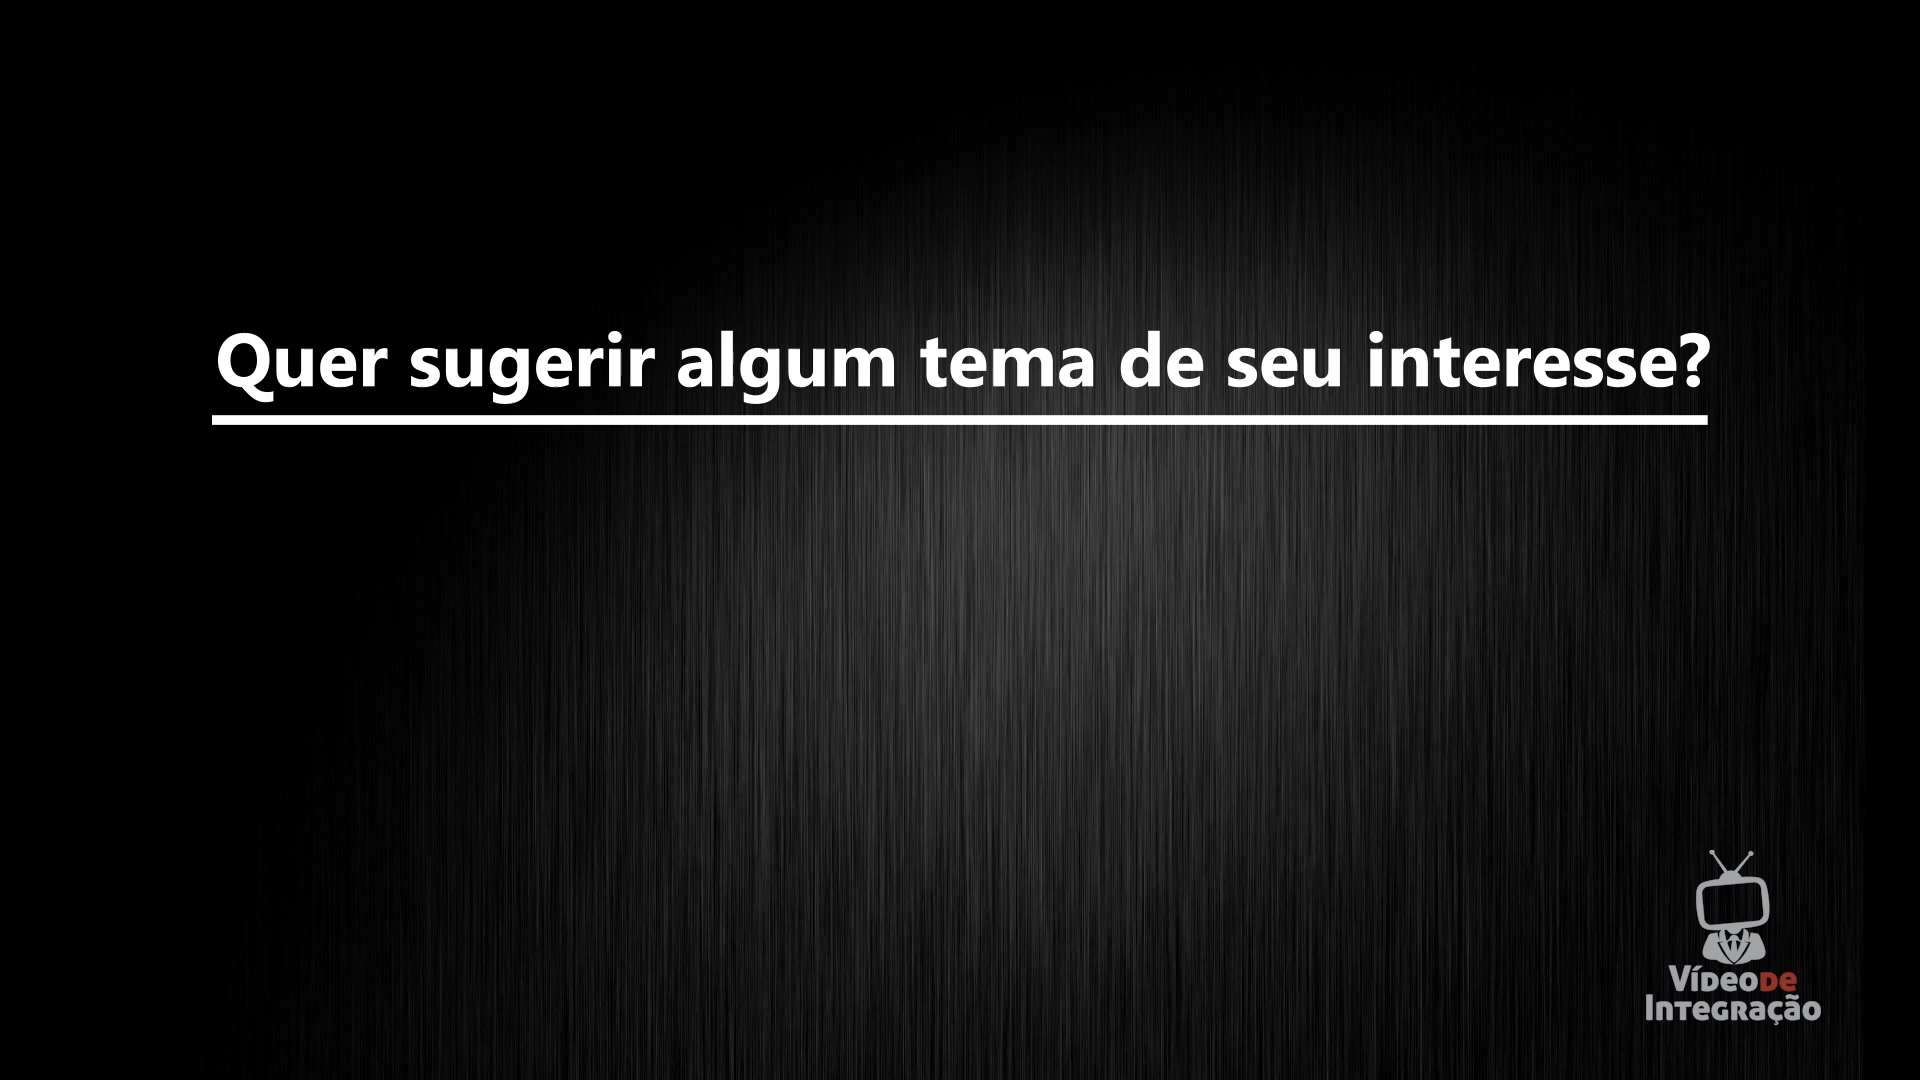 Quer sugerir algum tema de seu interesse?
Vídeo de
Integração